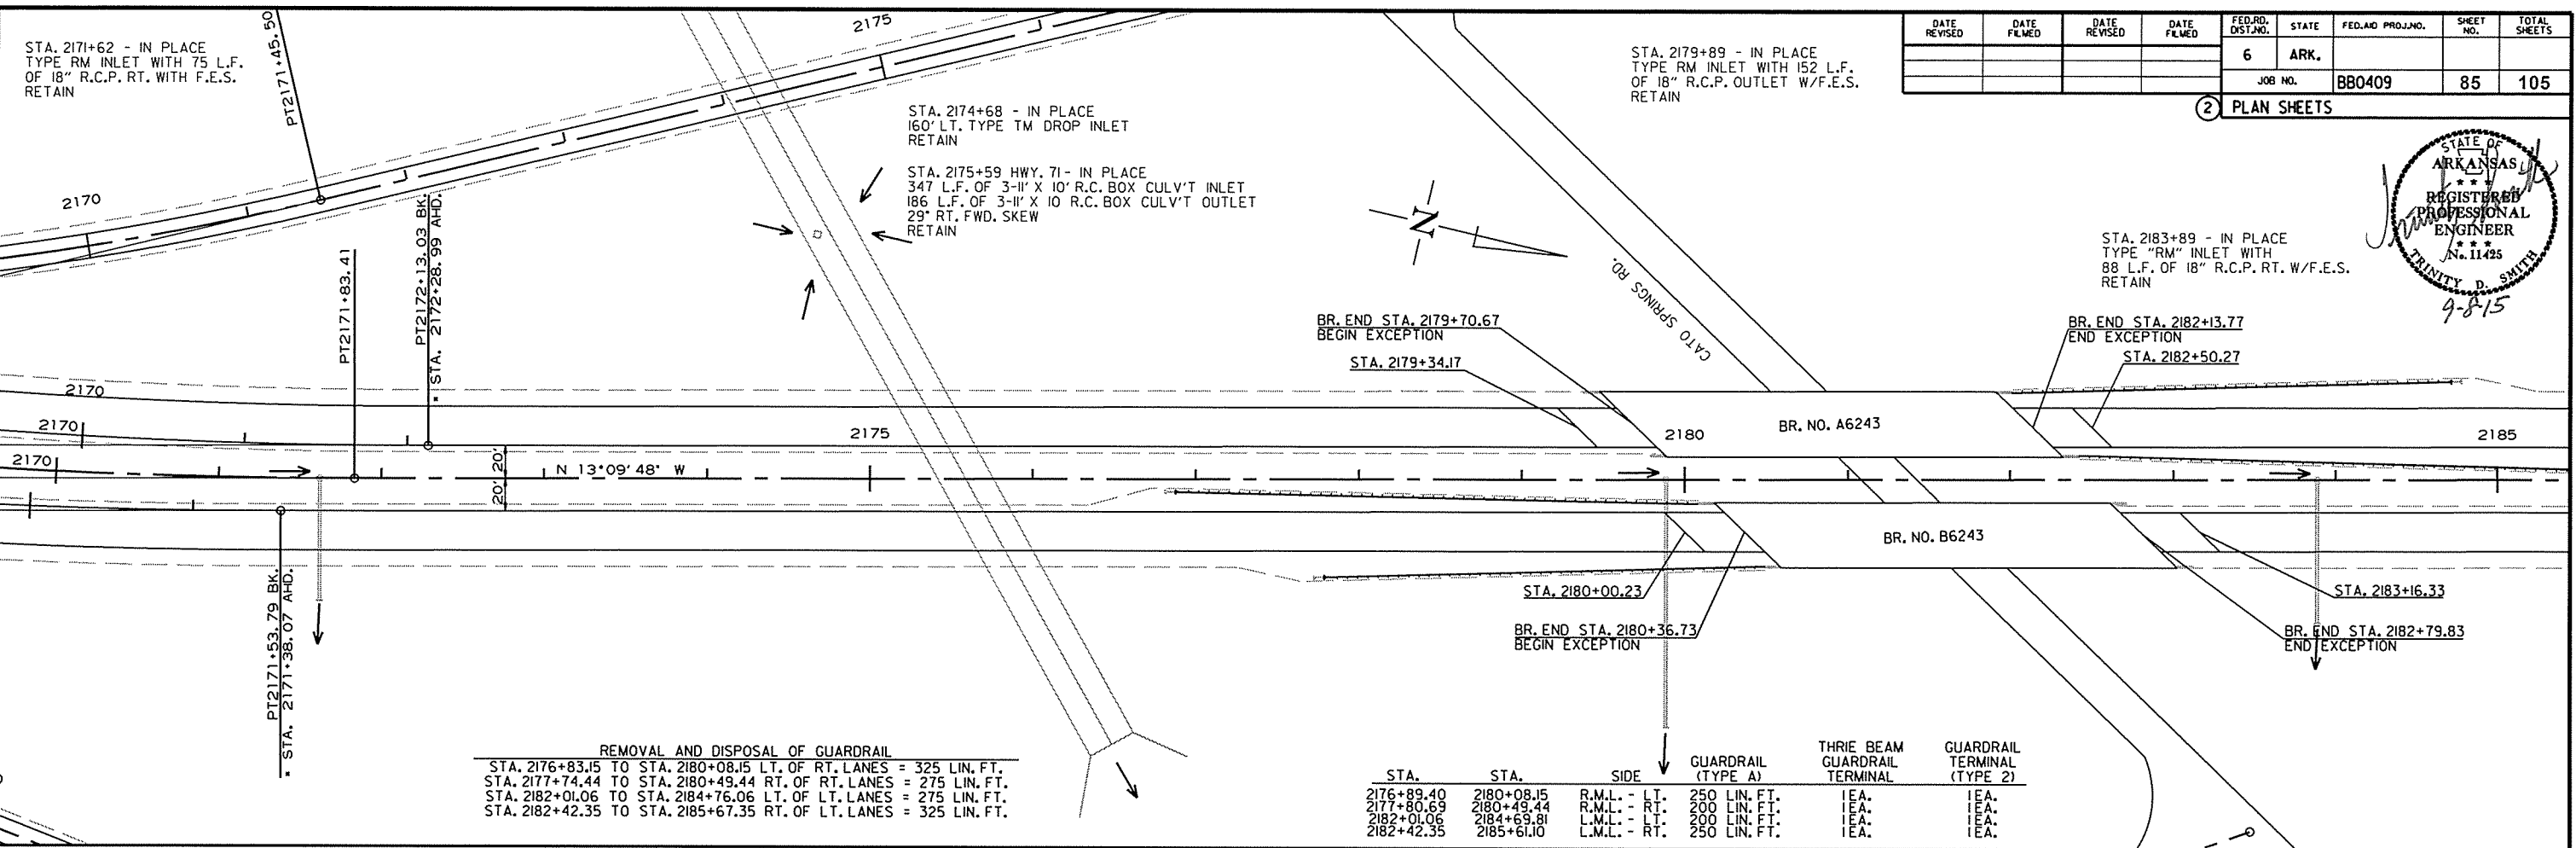 STA. 2171+62 - IN PLACE
TYPE RM INLET WITH 75 L.F.
OF 18" R.C.P. RT. WITH F.E.S.
RETAIN
PT2171+45.50
2175
2170
STA. 2174+68 - IN PLACE
160' LT. TYPE TM DROP INLET
RETAIN
STA. 2175+59 HWY. 71- IN PLACE
347 L.F. OF 3-11' X 10' R.C. BOX CULV'T INLET
186 L.F. OF 3-11' X 10 R.C. BOX CULV'T OUTLET
29° RT. FWD. SKEW
RETAIN
STA. 2179+89 - IN PLACE
TYPE RM INLET WITH 152 L.F.
OF 18" R.C.P. OUTLET W/F.E.S.
RETAIN
DATE REVISED DATE FILMED DATE REVISED DATE FILMED FED.RD. DIST.NO. STATE FED.AID PROJ.NO. SHEET NO. TOTAL SHEETS
6 ARK.
JOB NO. BB0409 85 105
2 PLAN SHEETS
STATE OF
ARKANSAS
★ ★ ★
REGISTERED
PROFESSIONAL
ENGINEER
★ ★ ★
No. 11425
TRINITY D. SMITH
9-8-15
STA. 2183+89 - IN PLACE
TYPE "RM" INLET WITH
88 L.F. OF 18" R.C.P. RT. W/F.E.S.
RETAIN
N
CATO SPRINGS RD.
PT2171+83.41
PT2172+13.03 BK.
* STA. 2172+28.99 AHD.
BR. END STA. 2179+70.67
BEGIN EXCEPTION
STA. 2179+34.17
BR. END STA. 2182+13.77
END EXCEPTION
STA. 2182+50.27
2170
2170
2170
2175
2180
2185
BR. NO. A6243
N 13°09'48" W
20' 20'
BR. NO. B6243
PT2171+53.79 BK.
* STA. 2171+38.07 AHD.
STA. 2180+00.23
BR. END STA. 2180+36.73
BEGIN EXCEPTION
STA. 2183+16.33
BR. END STA. 2182+79.83
END EXCEPTION
REMOVAL AND DISPOSAL OF GUARDRAIL
STA. 2176+83.15 TO STA. 2180+08.15 LT. OF RT. LANES = 325 LIN. FT.
STA. 2177+74.44 TO STA. 2180+49.44 RT. OF RT. LANES = 275 LIN. FT.
STA. 2182+01.06 TO STA. 2184+76.06 LT. OF LT. LANES = 275 LIN. FT.
STA. 2182+42.35 TO STA. 2185+67.35 RT. OF LT. LANES = 325 LIN. FT.
STA. STA. SIDE GUARDRAIL (TYPE A) THRIE BEAM GUARDRAIL TERMINAL GUARDRAIL TERMINAL (TYPE 2)
2176+89.40 2180+08.15 R.M.L. - LT. 250 LIN. FT. 1 EA. 1 EA.
2177+80.69 2180+49.44 R.M.L. - RT. 200 LIN. FT. 1 EA. 1 EA.
2182+01.06 2184+69.81 L.M.L. - LT. 200 LIN. FT. 1 EA. 1 EA.
2182+42.35 2185+61.10 L.M.L. - RT. 250 LIN. FT. 1 EA. 1 EA.